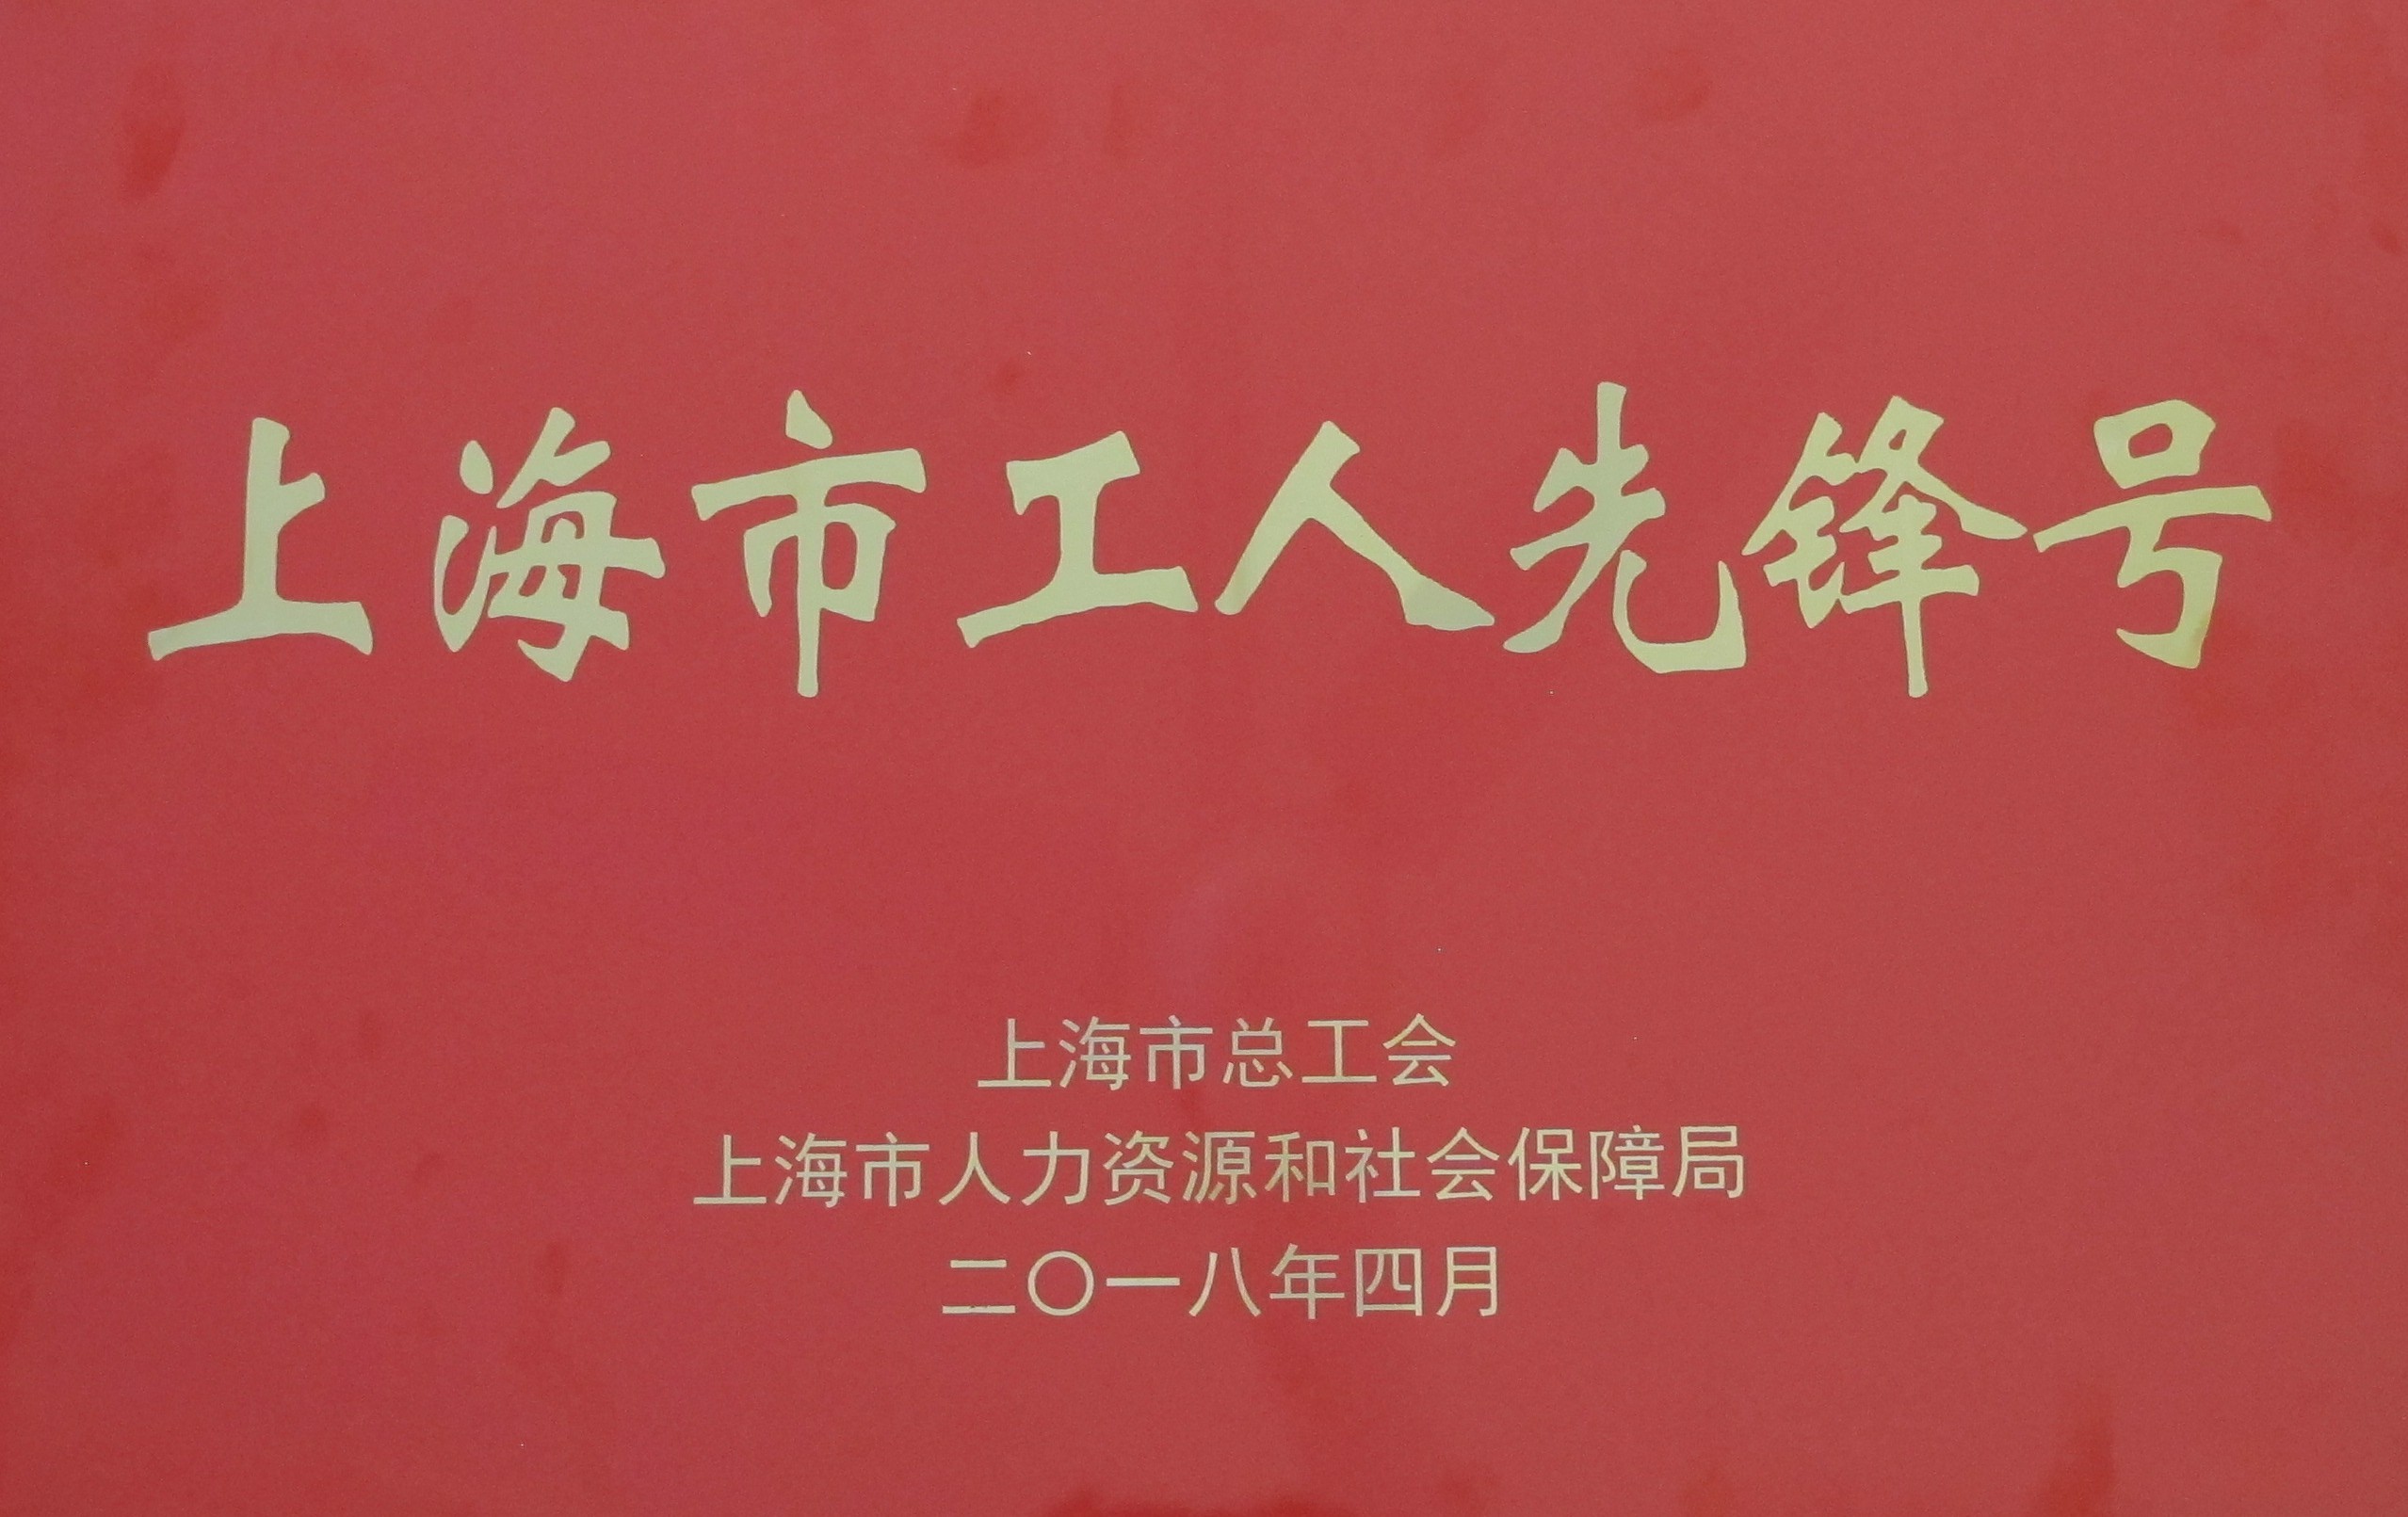 上海市工人先锋号
上海市总工会
上海市人力资源和社会保障局
二〇一八年四月